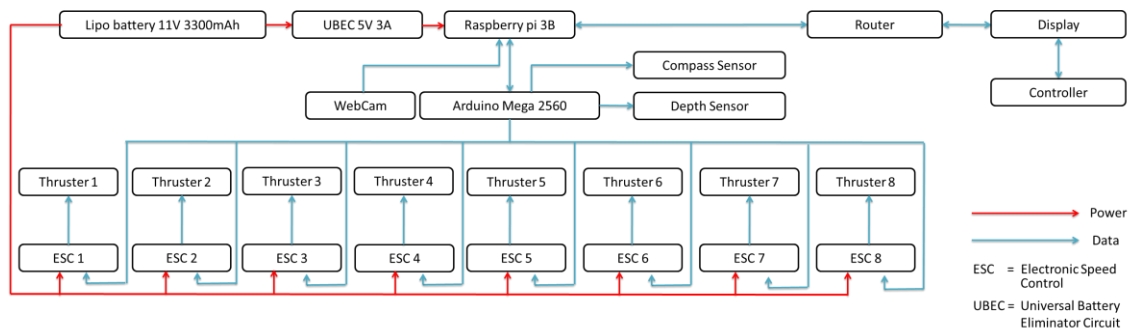 Lipo battery 11V 3300mAh
UBEC 5V 3A
Raspberry pi 3B
Router
Display
Compass Sensor
WebCam
Arduino Mega 2560
Depth Sensor
Controller
Thruster 1
Thruster 2
Thruster 3
Thruster 4
Thruster 5
Thruster 6
Thruster 7
Thruster 8
ESC 1
ESC 2
ESC 3
ESC 4
ESC 5
ESC 6
ESC 7
ESC 8
Power
Data
ESC = Electronic Speed
Control
UBEC = Universal Battery
Eliminator Circuit